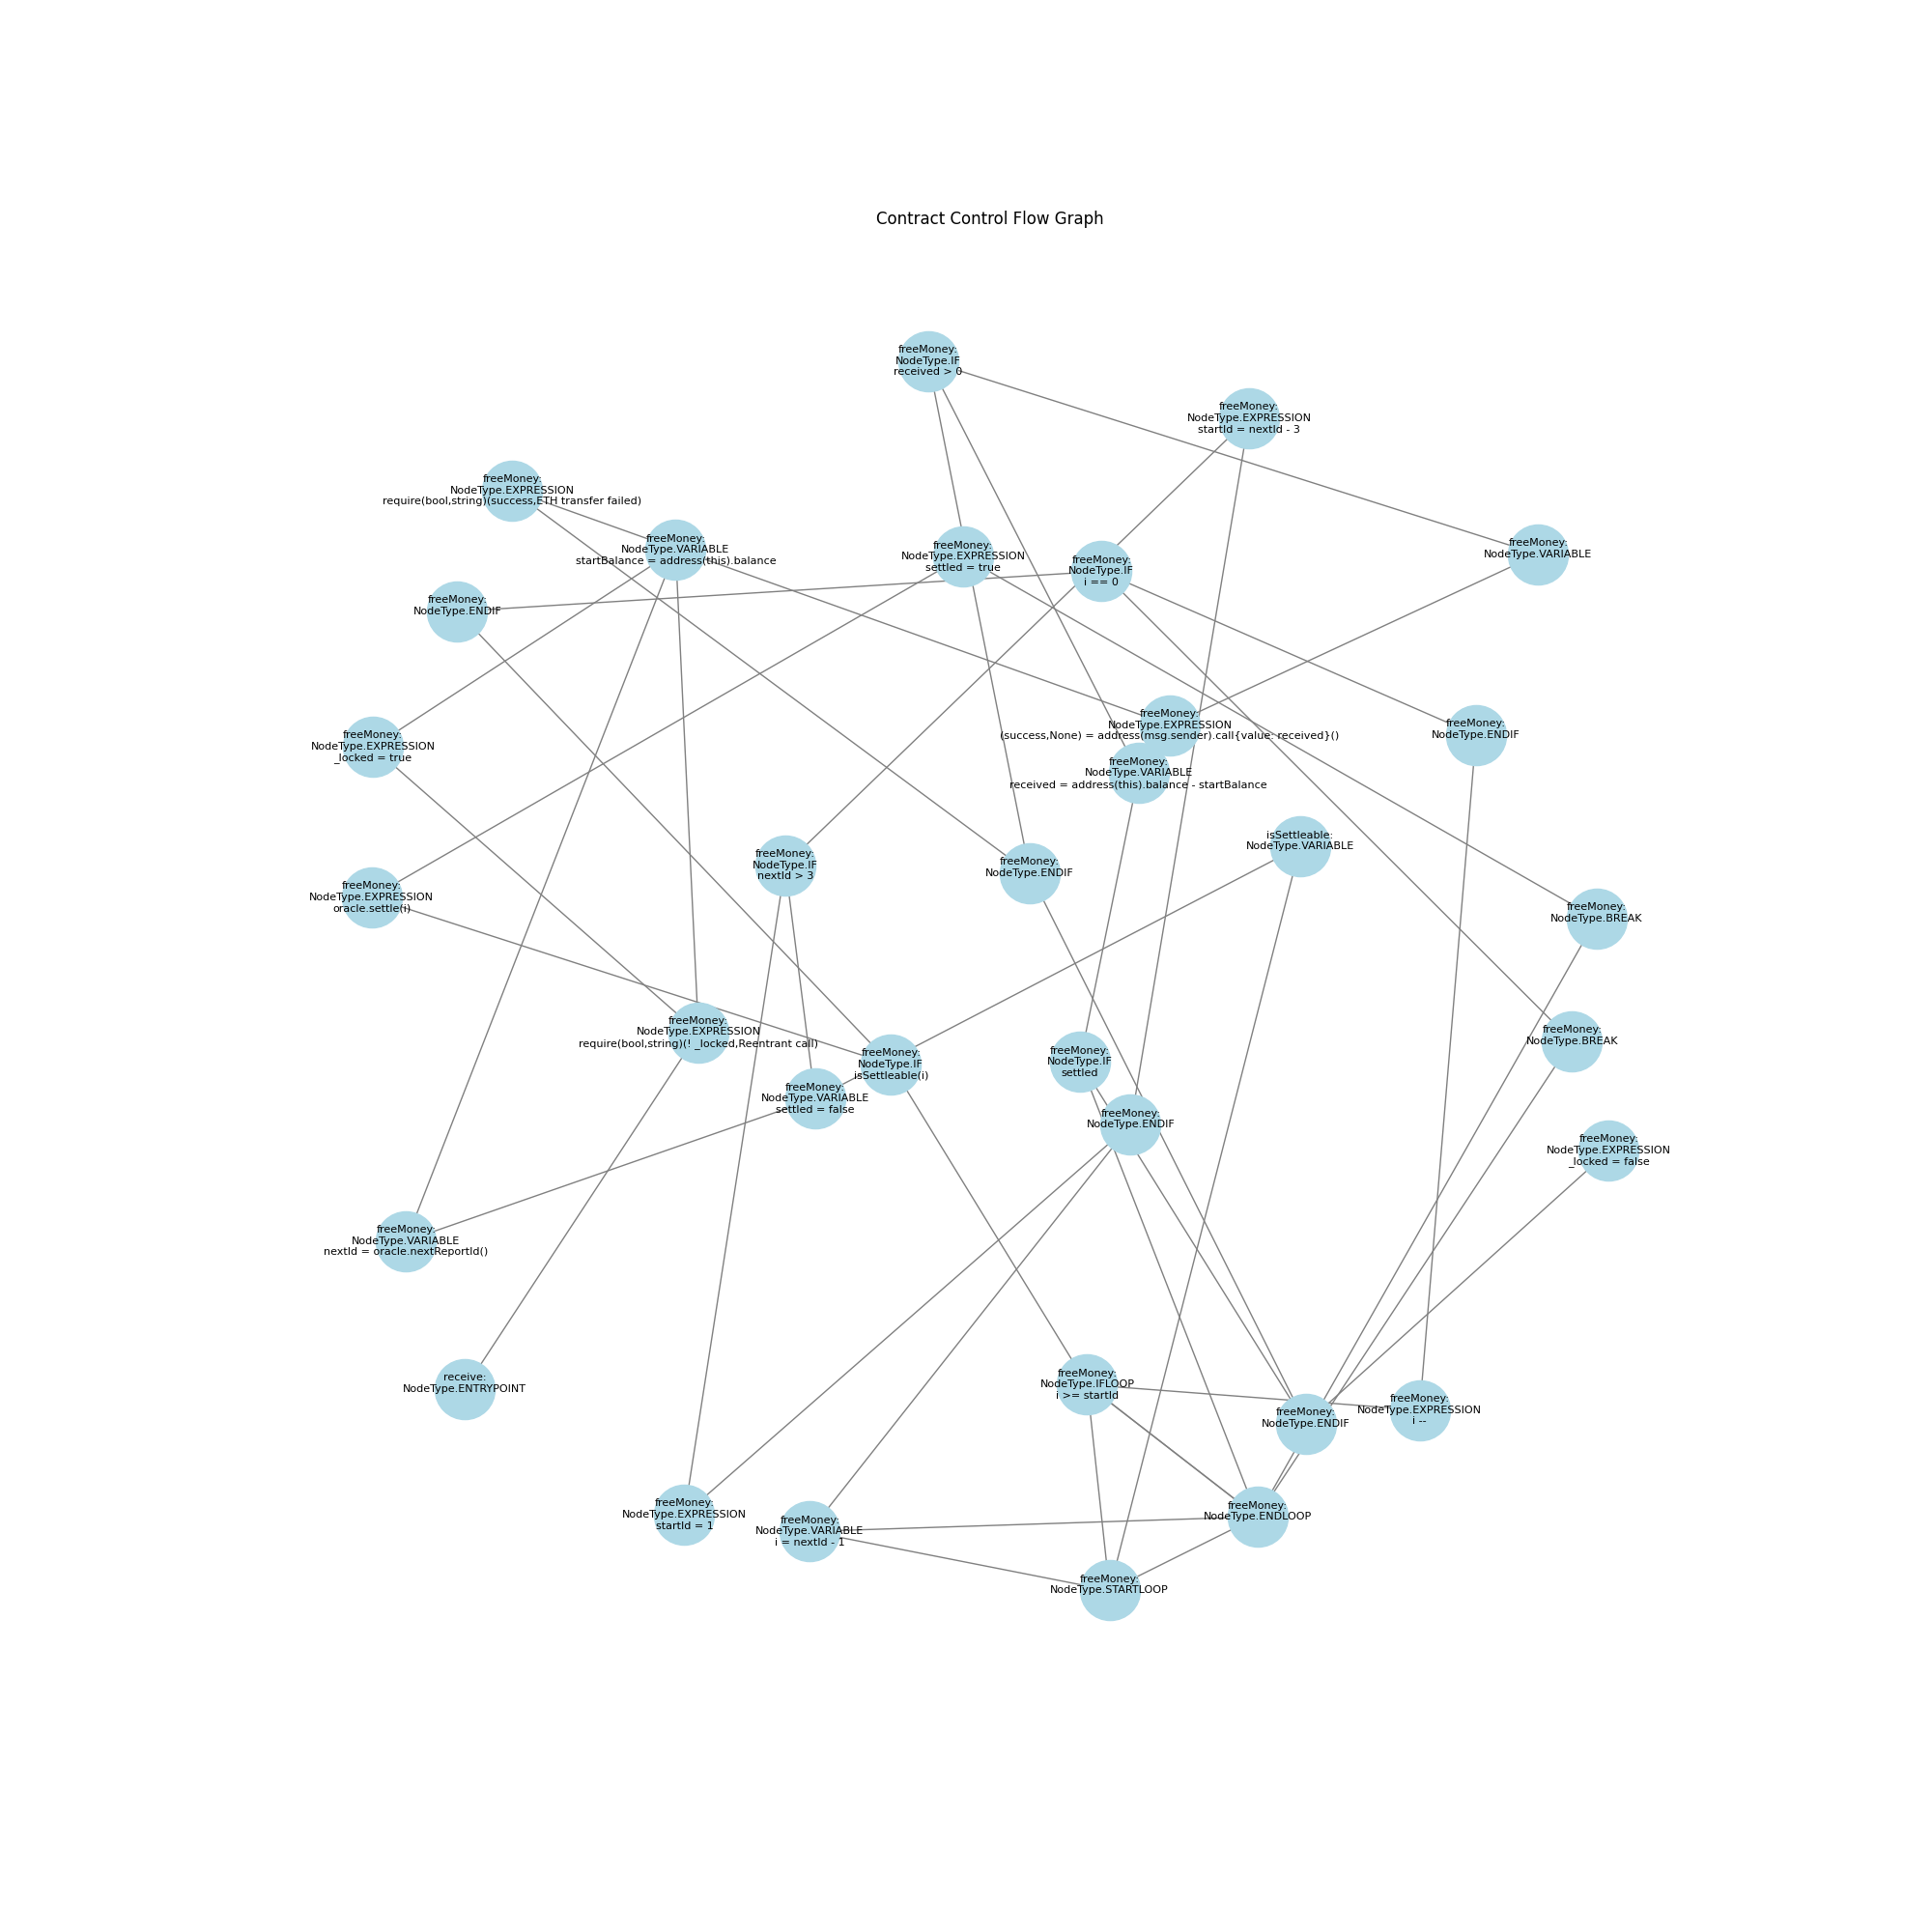 Contract Control Flow Graph
freeMoney:
NodeType.IF
received > 0
freeMoney:
NodeType.EXPRESSION
startId = nextId - 3
freeMoney:
NodeType.EXPRESSION
require(bool,string)(success,ETH transfer failed)
freeMoney:
NodeType.VARIABLE
startBalance = address(this).balance
freeMoney:
NodeType.EXPRESSION
settled = true
freeMoney:
NodeType.IF
i == 0
freeMoney:
NodeType.VARIABLE
freeMoney:
NodeType.ENDIF
freeMoney:
NodeType.EXPRESSION
_locked = true
freeMoney:
NodeType.EXPRESSION
(success,None) = address(msg.sender).call{value: received}()
freeMoney:
NodeType.ENDIF
freeMoney:
NodeType.VARIABLE
received = address(this).balance - startBalance
isSettleable:
NodeType.VARIABLE
freeMoney:
NodeType.IF
nextId > 3
freeMoney:
NodeType.ENDIF
freeMoney:
NodeType.EXPRESSION
oracle.settle(i)
freeMoney:
NodeType.BREAK
freeMoney:
NodeType.EXPRESSION
require(bool,string)(! _locked,Reentrant call)
freeMoney:
NodeType.IF
isSettleable(i)
freeMoney:
NodeType.IF
settled
freeMoney:
NodeType.BREAK
freeMoney:
NodeType.VARIABLE
settled = false
freeMoney:
NodeType.ENDIF
freeMoney:
NodeType.EXPRESSION
_locked = false
freeMoney:
NodeType.VARIABLE
nextId = oracle.nextReportId()
receive:
NodeType.ENTRYPOINT
freeMoney:
NodeType.IFLOOP
i >= startId
freeMoney:
NodeType.ENDIF
freeMoney:
NodeType.EXPRESSION
i --
freeMoney:
NodeType.EXPRESSION
startId = 1
freeMoney:
NodeType.VARIABLE
i = nextId - 1
freeMoney:
NodeType.ENDLOOP
freeMoney:
NodeType.STARTLOOP